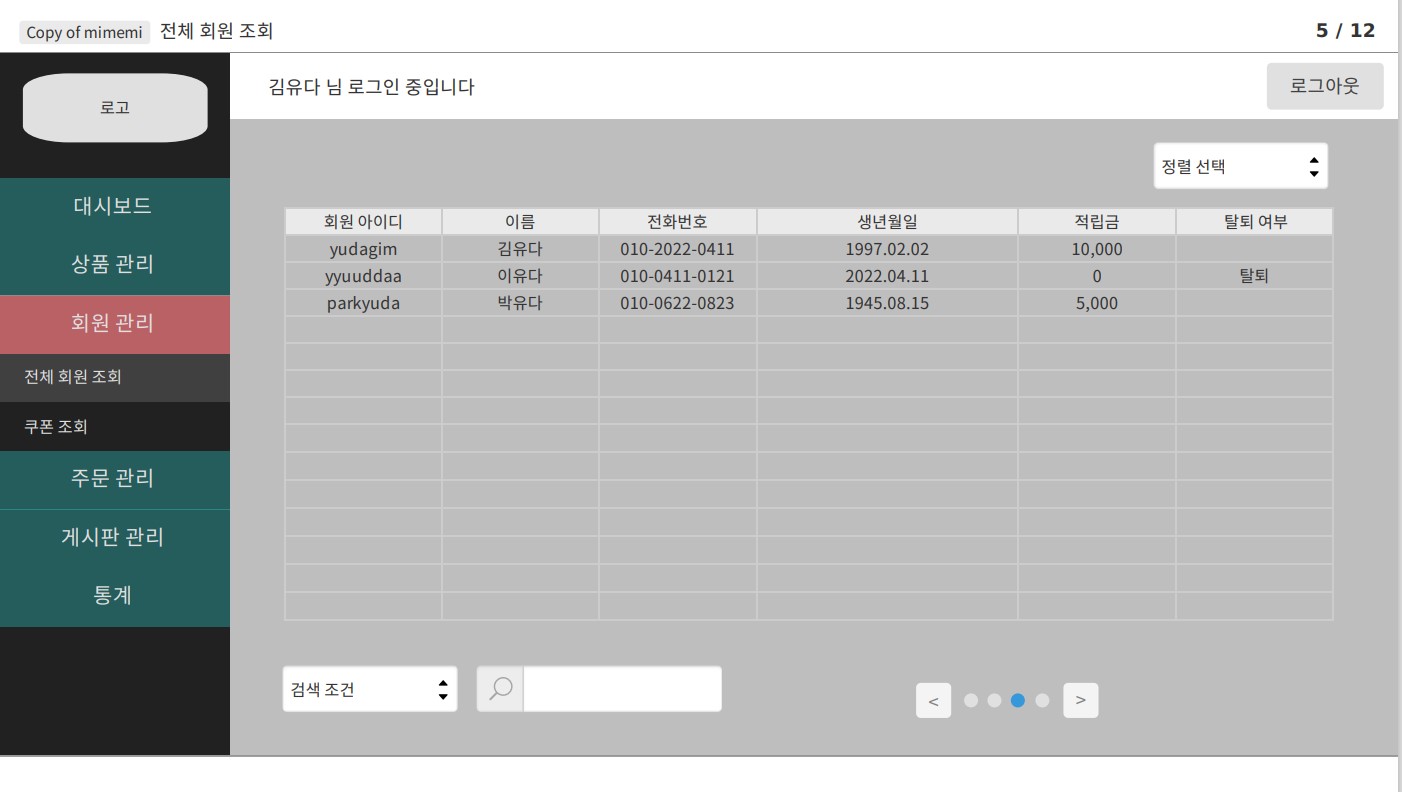 Copy of mimemi 전체 회원 조회 5 / 12
로고
김유다 님 로그인 중입니다 로그아웃
대시보드
상품 관리
회원 관리
전체 회원 조회
쿠폰 조회
주문 관리
게시판 관리
통계
정렬 선택
회원 아이디 이름 전화번호 생년월일 적립금 탈퇴 여부
yudagim 김유다 010-2022-0411 1997.02.02 10,000
yyuuddaa 이유다 010-0411-0121 2022.04.11 0 탈퇴
parkyuda 박유다 010-0622-0823 1945.08.15 5,000
검색 조건
< >